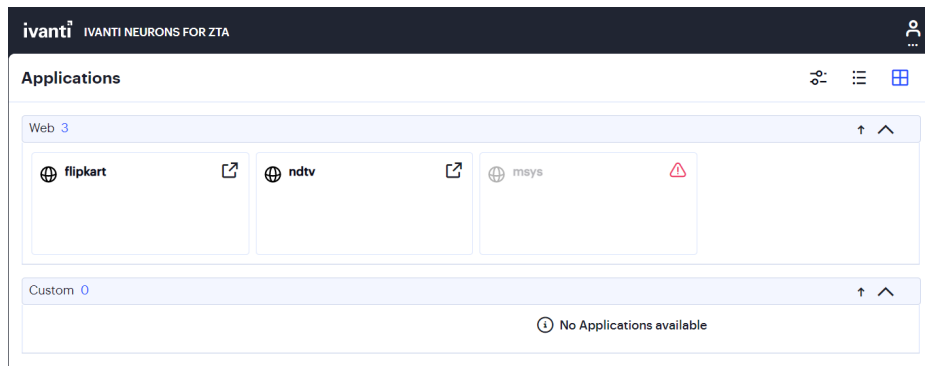 ivanti IVANTI NEURONS FOR ZTA
Applications
Web 3
flipkart
ndtv
msys
Custom 0
No Applications available